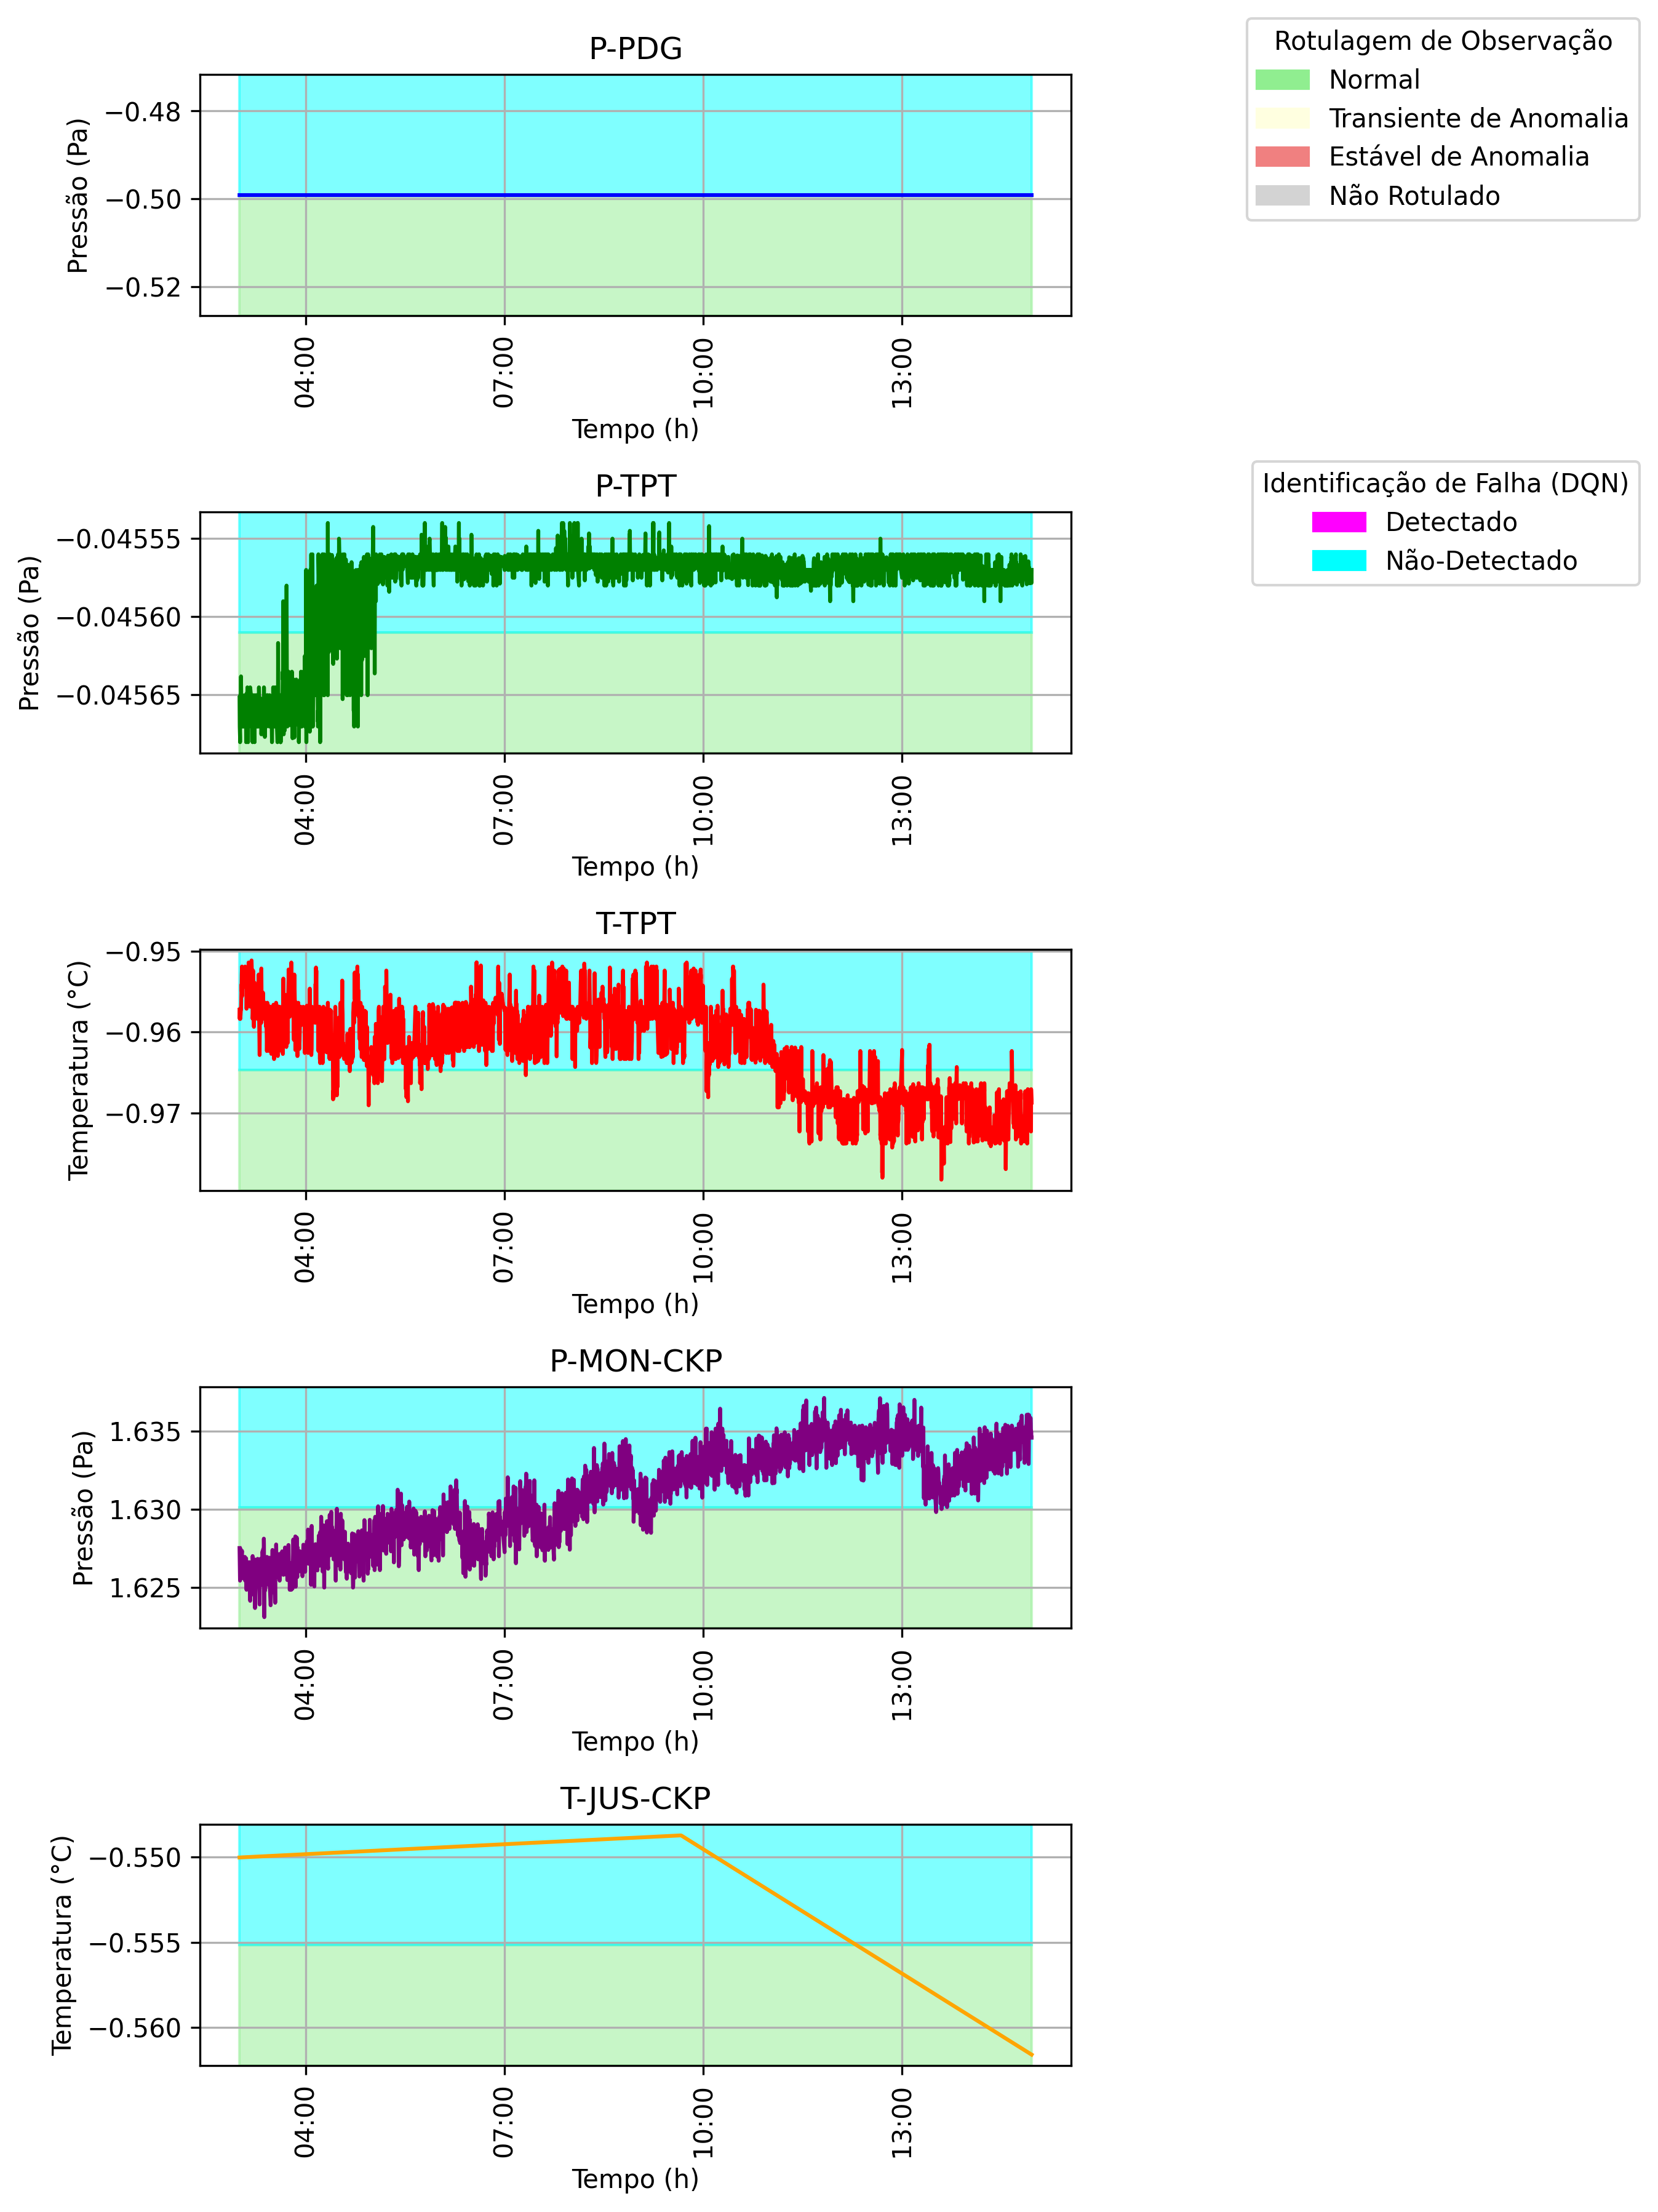 P-PDG
Pressão (Pa)
−0.48
−0.50
−0.52
04:00
07:00
10:00
13:00
Tempo (h)
Rotulagem de Observação
Normal
Transiente de Anomalia
Estável de Anomalia
Não Rotulado
P-TPT
Pressão (Pa)
−0.04555
−0.04560
−0.04565
04:00
07:00
10:00
13:00
Tempo (h)
Identificação de Falha (DQN)
Detectado
Não-Detectado
T-TPT
Temperatura (°C)
−0.95
−0.96
−0.97
04:00
07:00
10:00
13:00
Tempo (h)
P-MON-CKP
Pressão (Pa)
1.635
1.630
1.625
04:00
07:00
10:00
13:00
Tempo (h)
T-JUS-CKP
Temperatura (°C)
−0.550
−0.555
−0.560
04:00
07:00
10:00
13:00
Tempo (h)